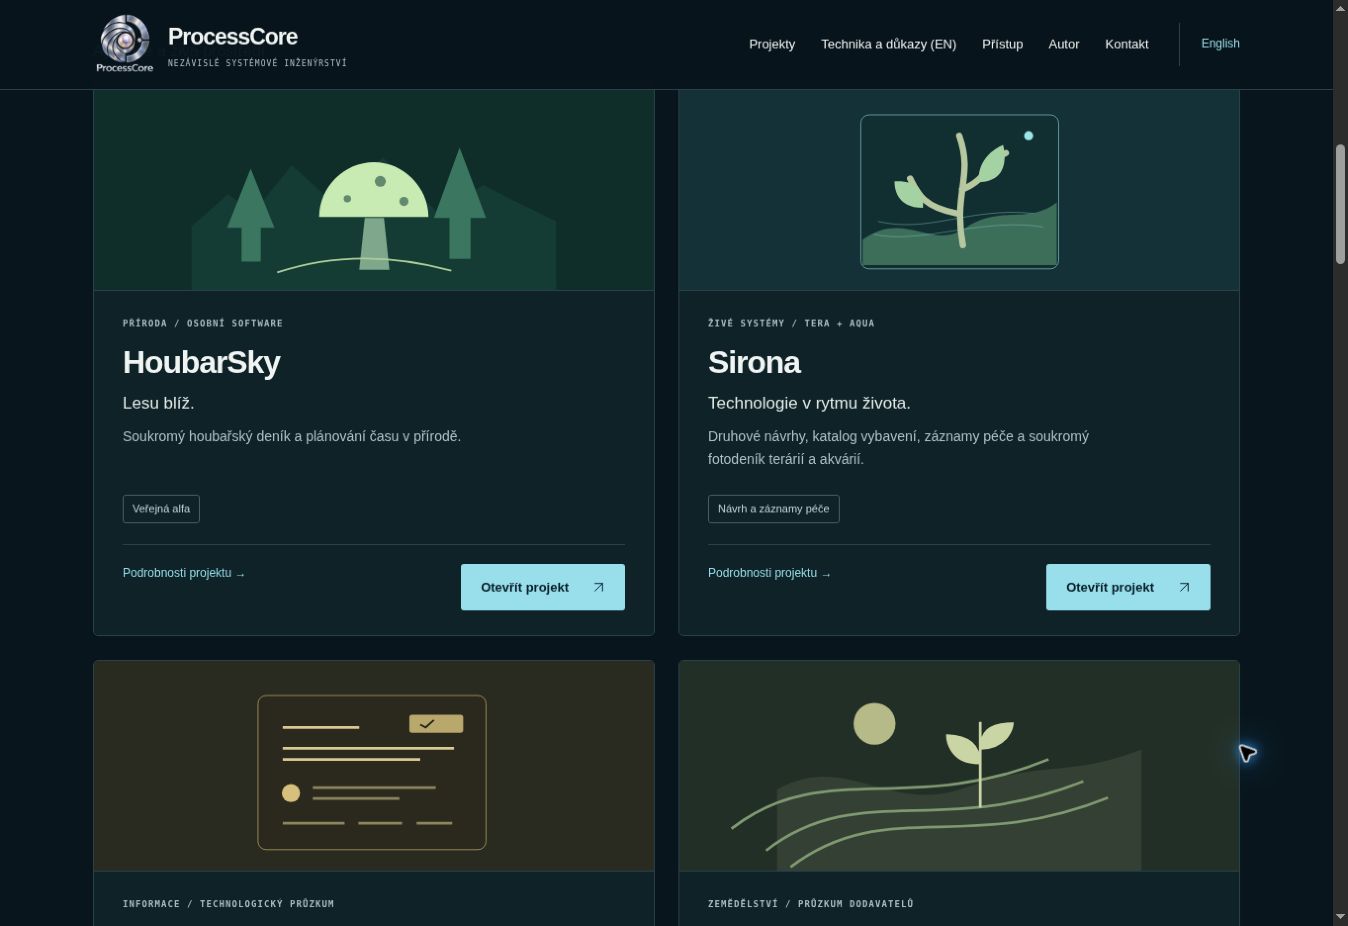 ProcessCore
ProcessCore
NEZÁVISLÉ SYSTÉMOVÉ INŽENÝRSTVÍ
Projekty
Technika a důkazy (EN)
Přístup
Autor
Kontakt
English
PŘÍRODA / OSOBNÍ SOFTWARE
HoubarSky
Lesu blíž.
Soukromý houbařský deník a plánování času v přírodě.
Veřejná alfa
Podrobnosti projektu →
Otevřít projekt
ŽIVÉ SYSTÉMY / TERA + AQUA
Sirona
Technologie v rytmu života.
Druhové návrhy, katalog vybavení, záznamy péče a soukromý
fotodeník terárií a akvárií.
Návrh a záznamy péče
Podrobnosti projektu →
Otevřít projekt
INFORMACE / TECHNOLOGICKÝ PRŮZKUM
ZEMĚDĚLSTVÍ / PRŮZKUM DODAVATELŮ